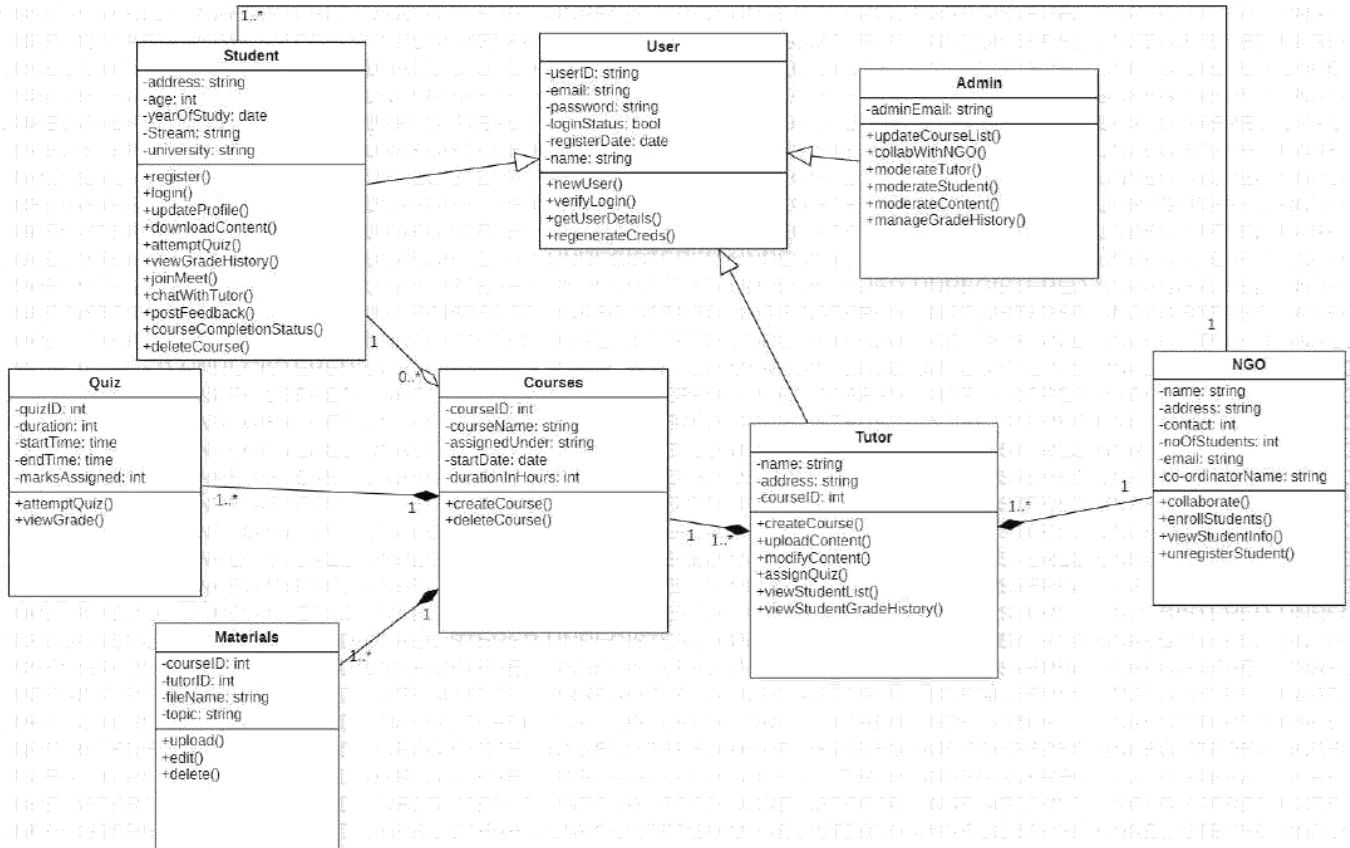 1..*
Student
-address: string
-age: int
-yearOfStudy: date
-Stream: string
-university: string
+register()
+login()
+updateProfile()
+downloadContent()
+attemptQuiz()
+viewGradeHistory()
+joinMeet()
+chatWithTutor()
+postFeedback()
+courseCompletionStatus()
+deleteCourse()
User
-userID: string
-email: string
-password: string
-loginStatus: bool
-registerDate: date
-name: string
+newUser()
+verifyLogin()
+getUserDetails()
+regenerateCreds()
Admin
-adminEmail: string
+updateCourseList()
+collabWithNGO()
+moderateTutor()
+moderateStudent()
+moderateContent()
+manageGradeHistory()
1
0..*
1
Quiz
-quizID: int
-duration: int
-startTime: time
-endTime: time
-marksAssigned: int
+attemptQuiz()
+viewGrade()
1..*
1
Courses
-courseID: int
-courseName: string
-assignedUnder: string
-startDate: date
-durationInHours: int
+createCourse()
+deleteCourse()
1
1..*
Tutor
-name: string
-address: string
-courseID: int
+createCourse()
+uploadContent()
+modifyContent()
+assignQuiz()
+viewStudentList()
+viewStudentGradeHistory()
1..*
1
NGO
-name: string
-address: string
-contact: int
-noOfStudents: int
-email: string
-co-ordinatorName: string
+collaborate()
+enrollStudents()
+viewStudentInfo()
+unregisterStudent()
1
1..*
Materials
-courseID: int
-tutorID: int
-fileName: string
-topic: string
+upload()
+edit()
+delete()